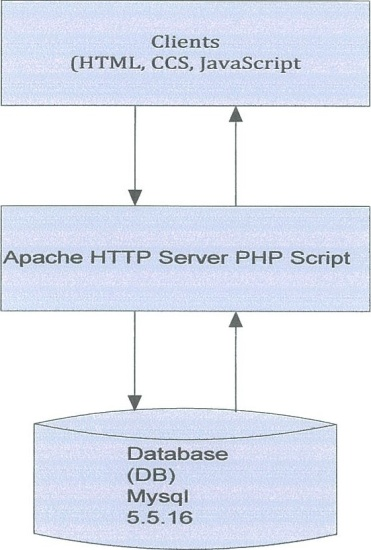 Clients
(HTML, CCS, JavaScript
Apache HTTP Server PHP Script
Database
(DB)
Mysql
5.5.16